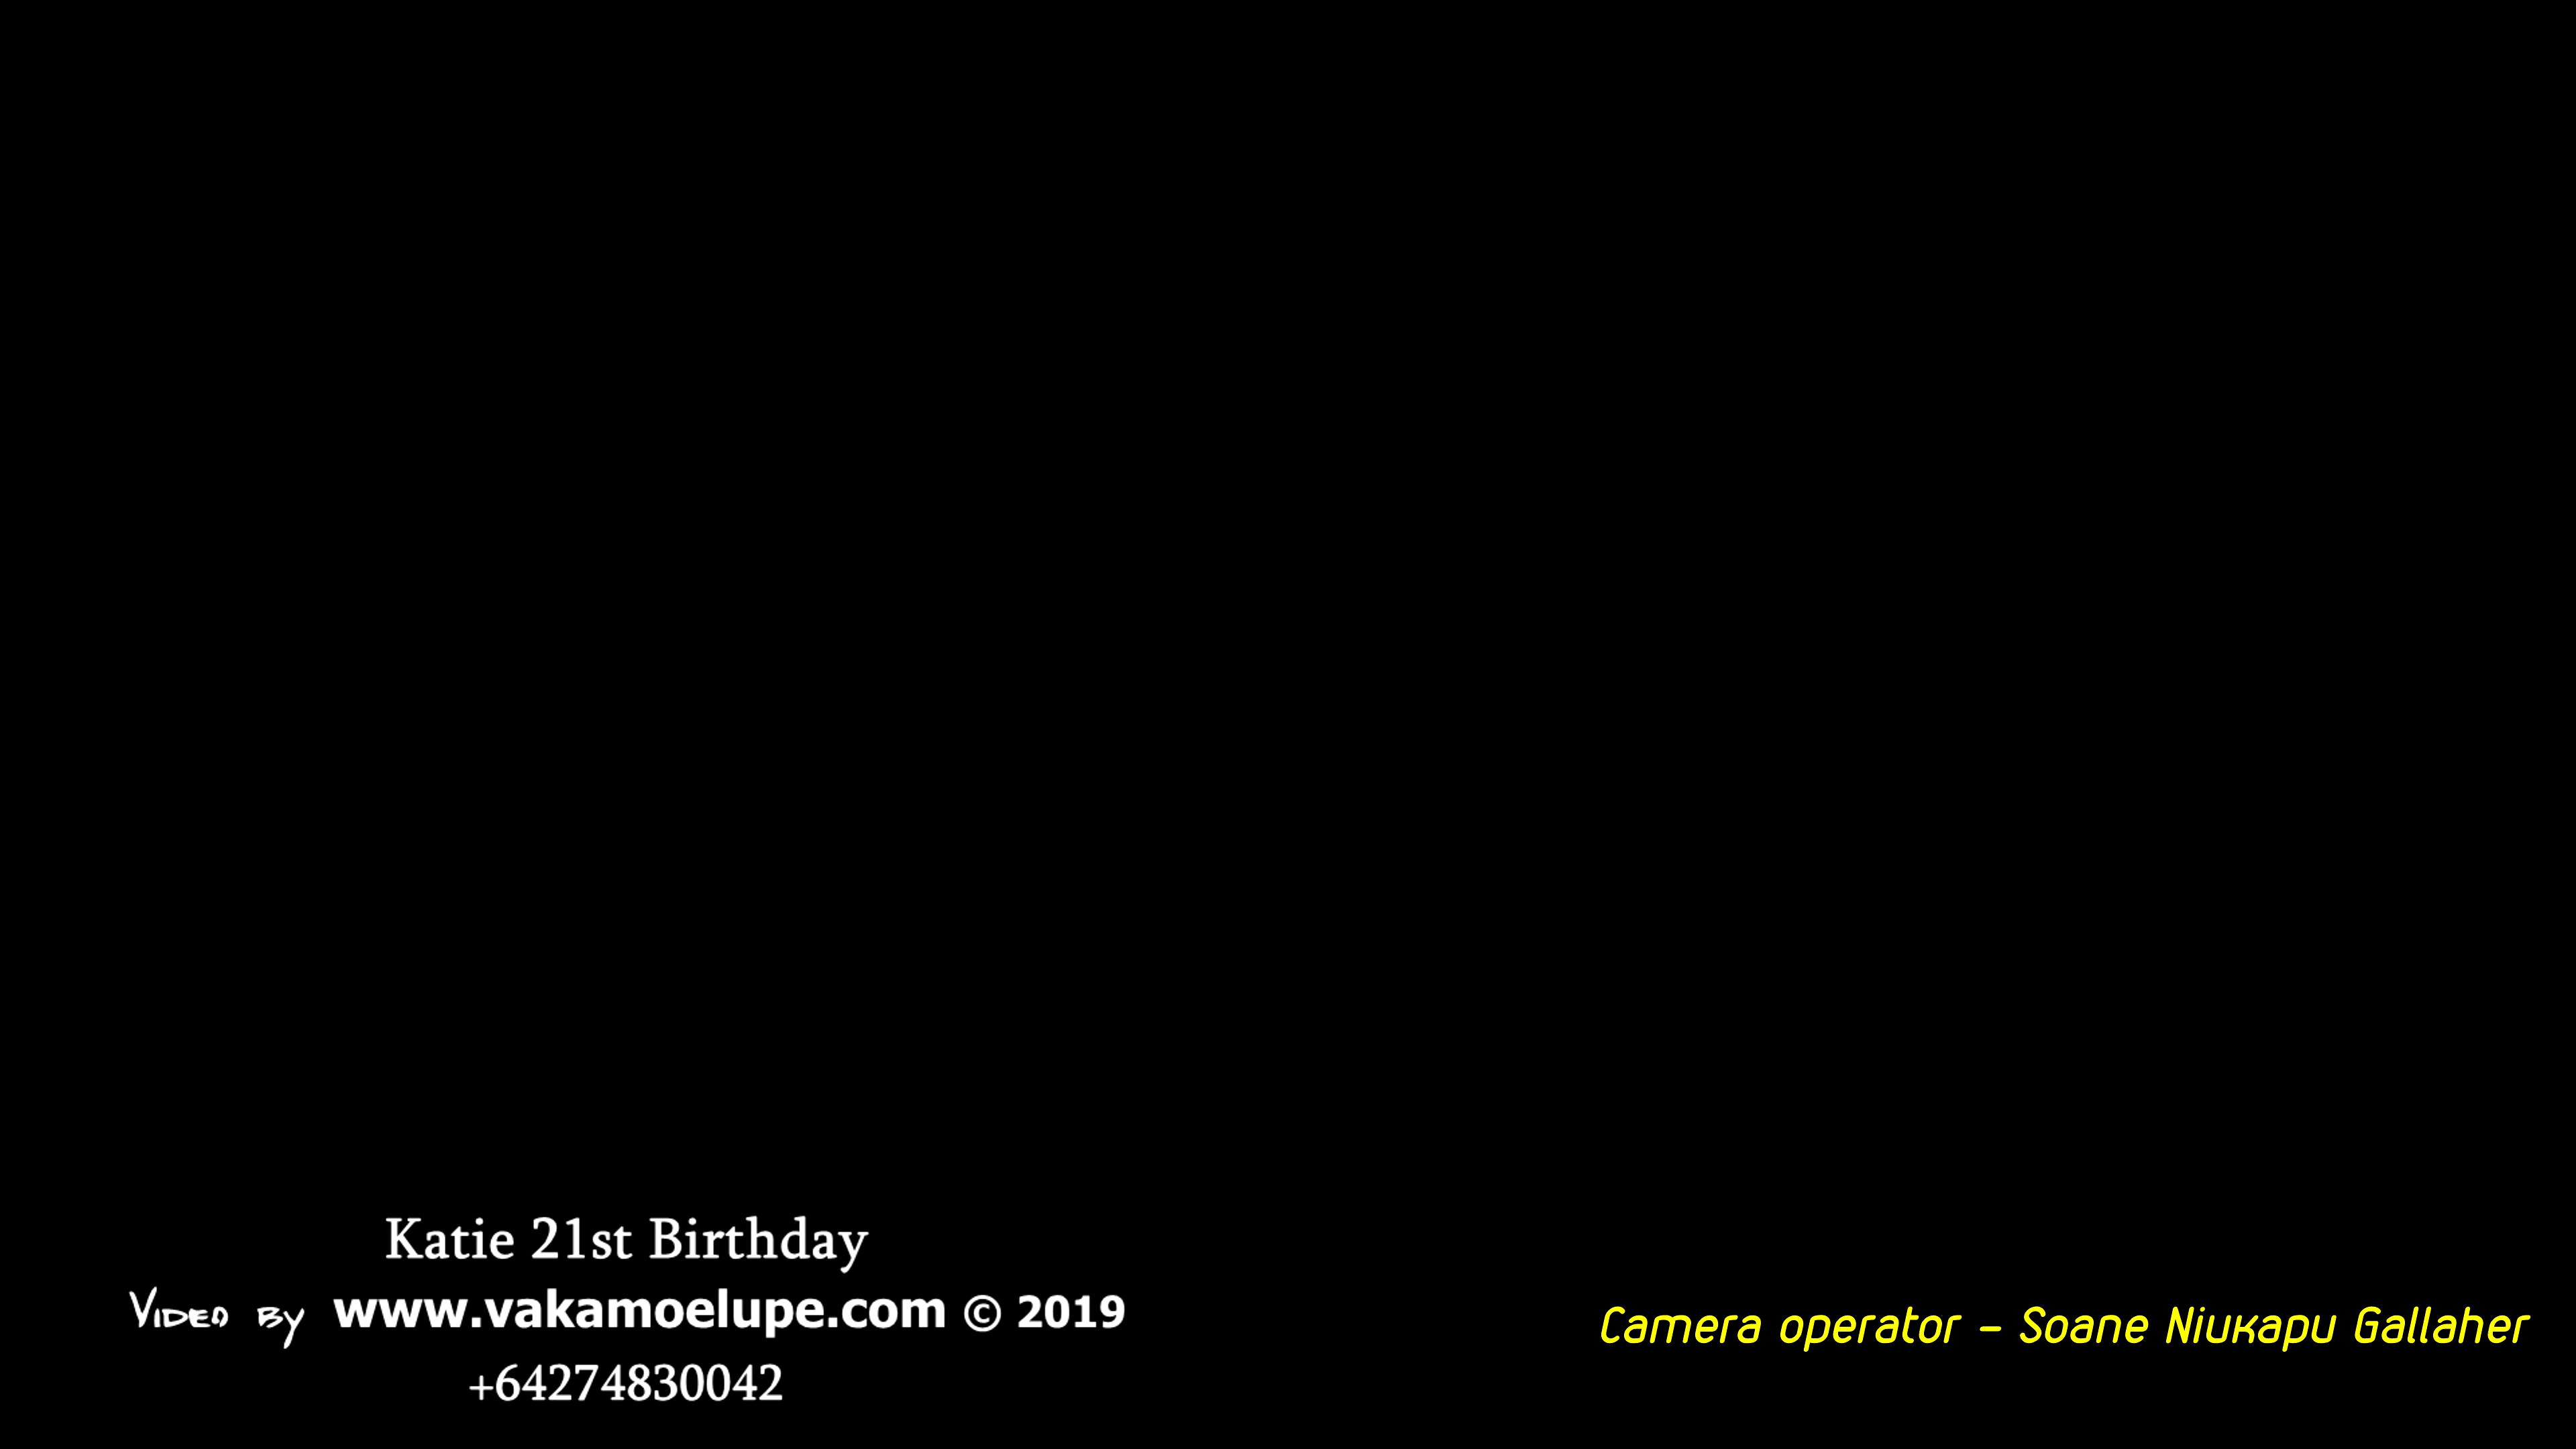 Katie 21st Birthday
Video by www.vakamoelupe.com © 2019
+64274830042
Camera operator - Soane Niukapu Gallaher